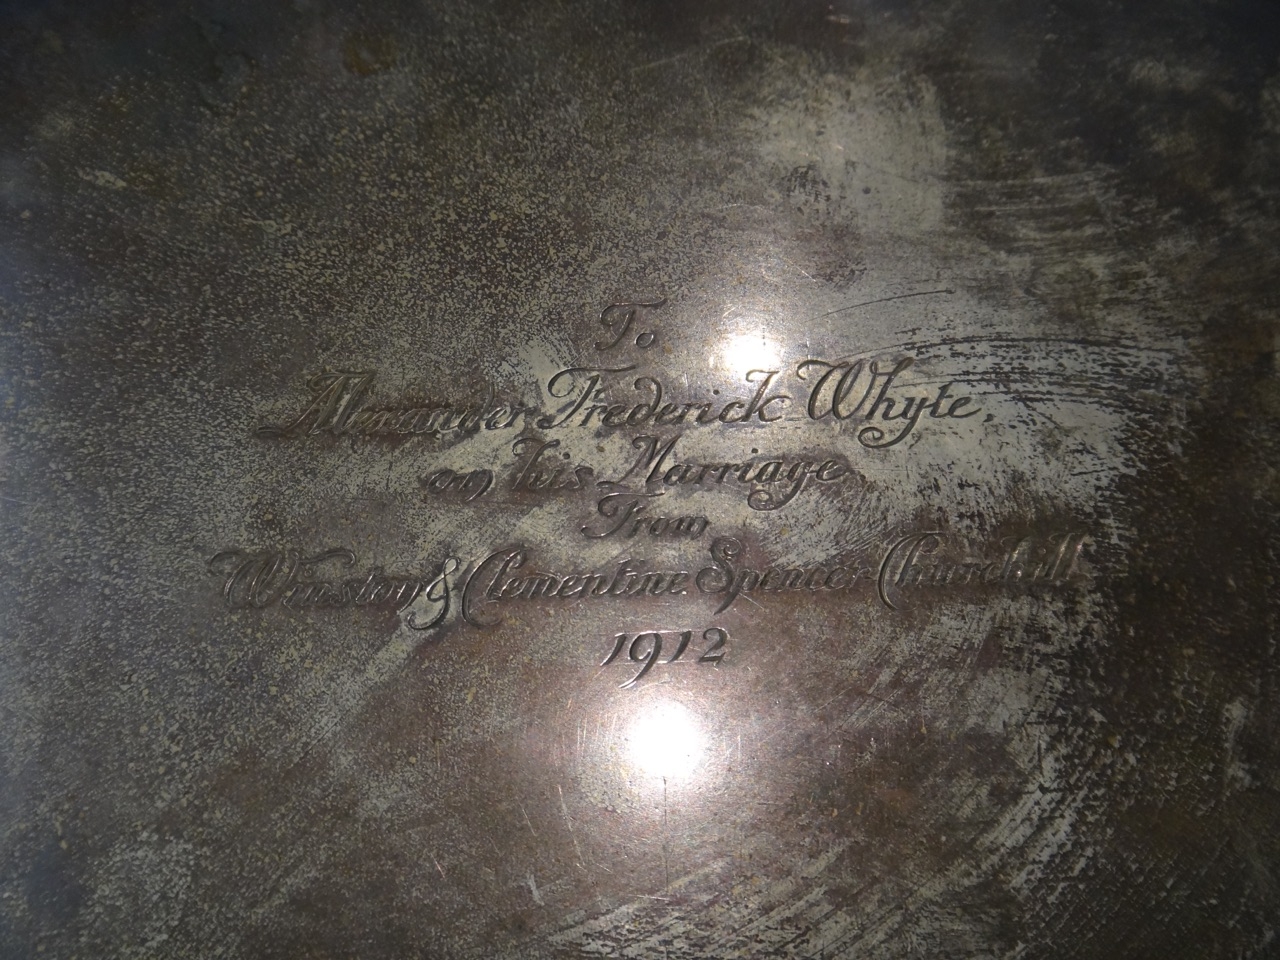 To
Alexander Frederick Whyte,
on his Marriage
From
Winston & Clementine Spencer-Churchill
1912